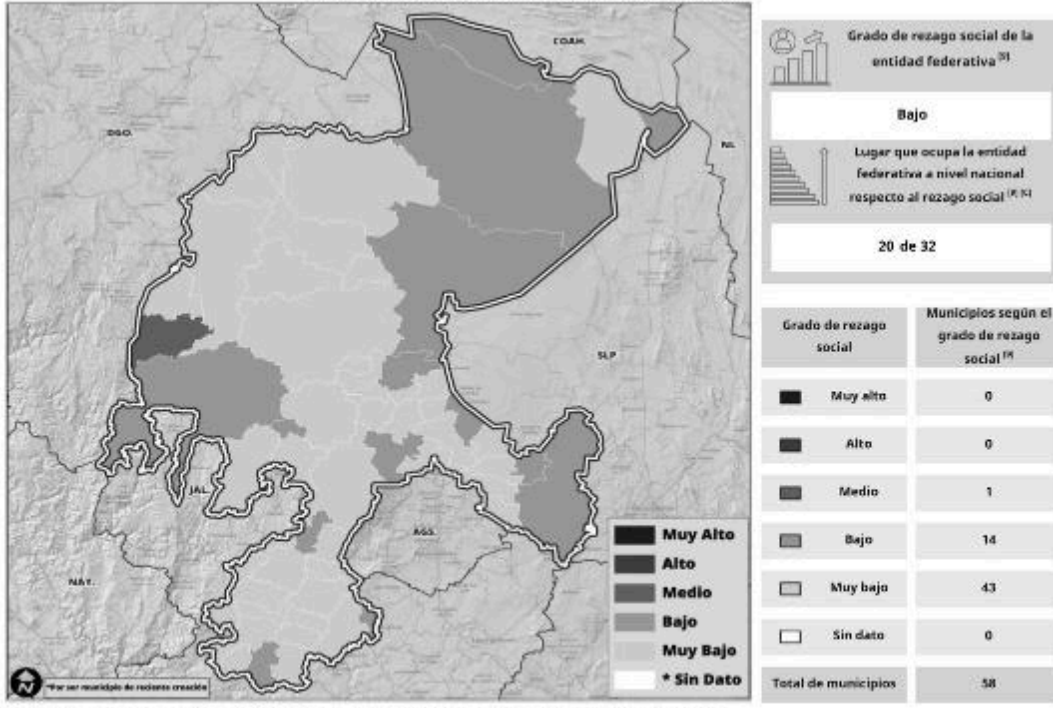 COAH.
DGO.
NL
SLP
JAL.
AGS.
NAY.
Muy Alto
Alto
Medio
Bajo
Muy Bajo
* Sin Dato
*Por ser municipio de reciente creación
Grado de rezago social de la
entidad federativa [9]
Bajo
Lugar que ocupa la entidad
federativa a nivel nacional
respecto al rezago social
20 de 32
Grado de rezago
social
Municipios según el
grado de rezago
social [9]
Muy alto 0
Alto 0
Medio 1
Bajo 14
Muy bajo 43
Sin dato 0
Total de municipios 58